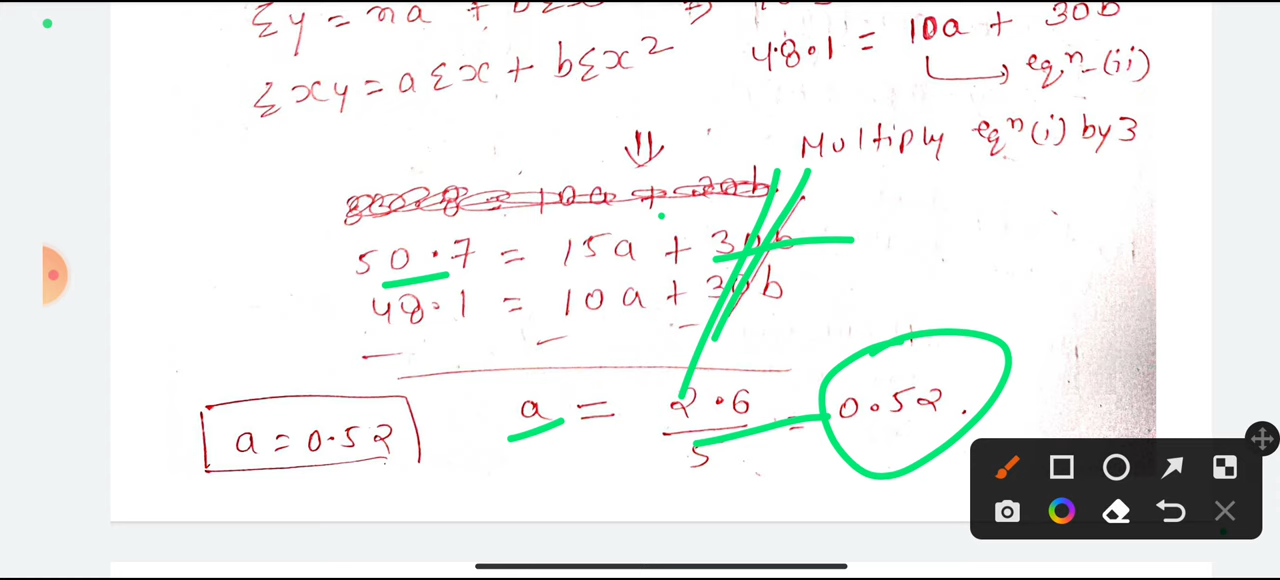 Σy = na +
48.1 = 10a + 30b
↳ eqⁿ-(ii)
Σxy = aΣx + bΣx²
⇓
Multiply eqⁿ(i) by 3
50.7 = 15a + 30b
48.1 = 10a + 30b
a = 2.6/5 = 0.52.
a = 0.52